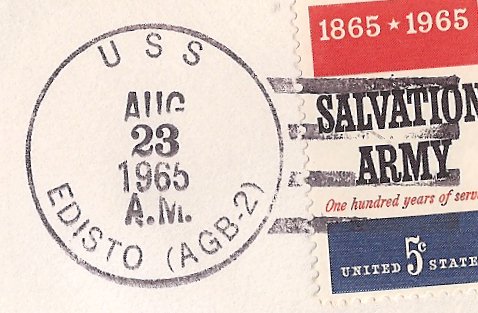 USS
AUG
23
1965
A.M.
EDISTO (AGB-2)
1865 ★ 1965
SALVATION
ARMY
One hundred years of serv
UNITED 5c STATE